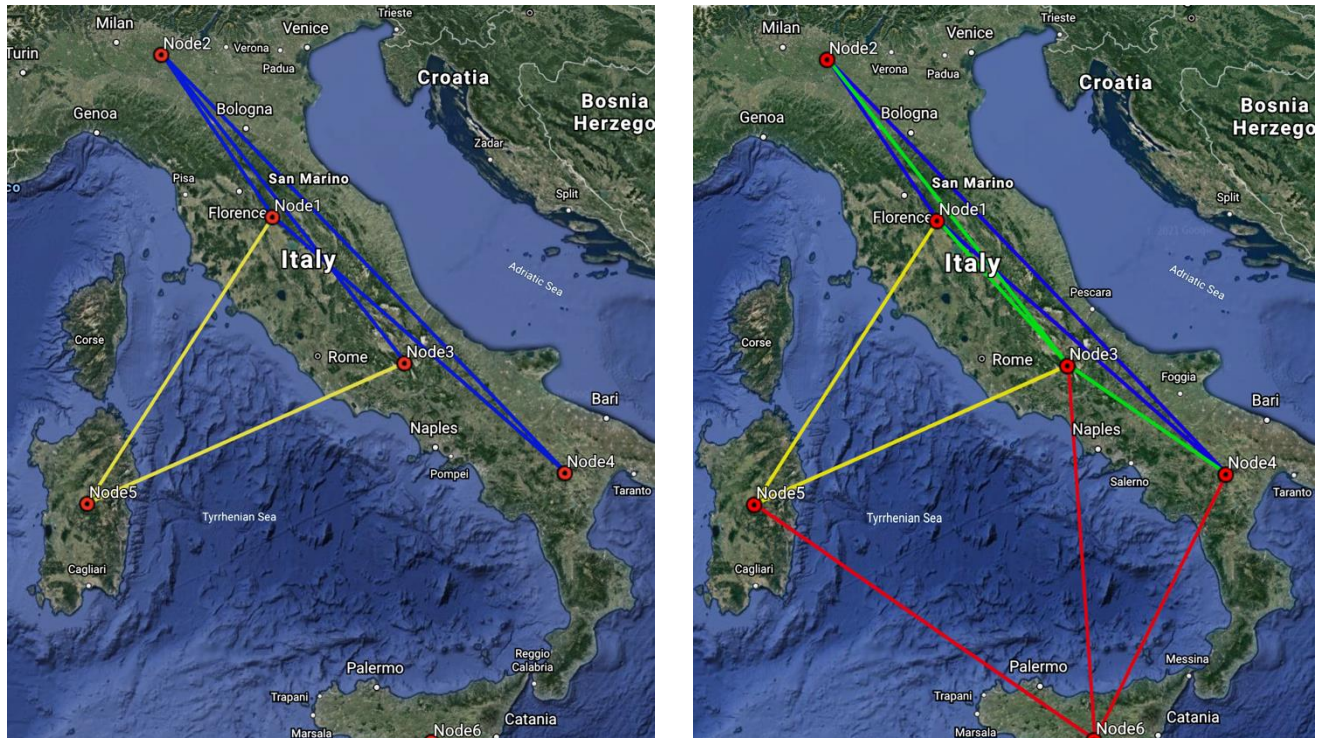 Trieste
Milan
Venice
Node2
Verona
Turin
Padua
Croatia
Bosnia
Herzego
Genoa
Bologna
Zadar
Pisa
San Marino
Split
Florence
Node1
Italy
Adriatic Sea
Corse
Rome
Node3
Bari
Naples
Pompei
Node4
Taranto
Node5
Tyrrhenian Sea
Cagliari
Reggio
Calabria
Palermo
Trapani
Catania
Marsala
Node6
Trieste
Milan
Venice
Node2
Verona
Padua
Croatia
Bosnia
Herzego
Genoa
Bologna
San Marino
Split
Florence
Node1
Italy
Adriatic Sea
Pescara
Corse
Rome
Node3
Foggia
Bari
Naples
Salerno
Node4
Taranto
Node5
Tyrrhenian Sea
Cagliari
Messina
Palermo
Trapani
Catania
Marsala
Node6